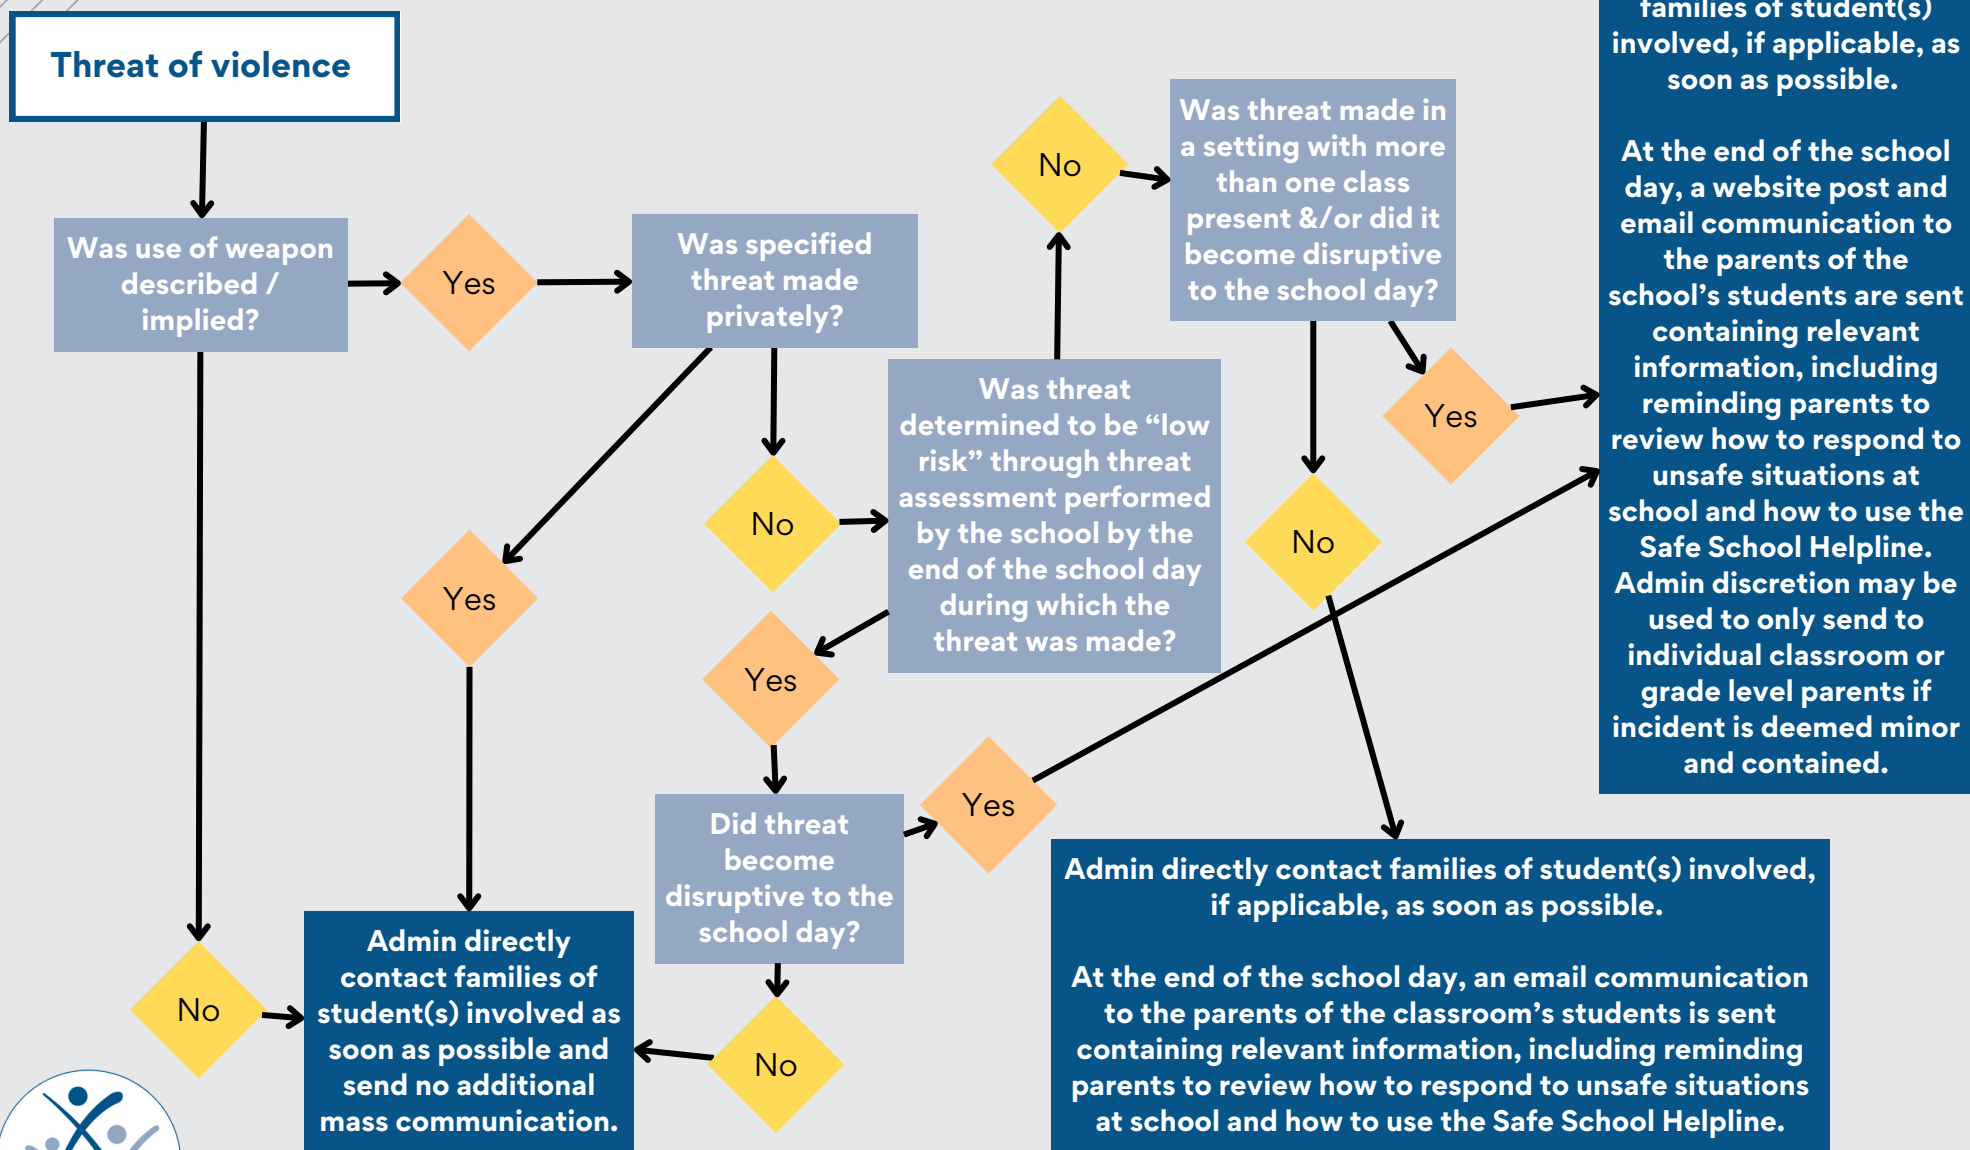 Threat of violence
Was use of weapon
described /
implied?
Yes
Was specified
threat made
privately?
No
Was threat made in
a setting with more
than one class
present &/or did it
become disruptive
to the school day?
families of student(s)
involved, if applicable, as
soon as possible.
At the end of the school
day, a website post and
email communication to
the parents of the
school’s students are sent
containing relevant
information, including
reminding parents to
review how to respond to
unsafe situations at
school and how to use the
Safe School Helpline.
Admin discretion may be
used to only send to
individual classroom or
grade level parents if
incident is deemed minor
and contained.
Was threat
determined to be “low
risk” through threat
assessment performed
by the school by the
end of the school day
during which the
threat was made?
Yes
No
No
Yes
Yes
Did threat
become
disruptive to the
school day?
Yes
No
Admin directly
contact families of
student(s) involved as
soon as possible and
send no additional
mass communication.
No
Admin directly contact families of student(s) involved,
if applicable, as soon as possible.
At the end of the school day, an email communication
to the parents of the classroom’s students is sent
containing relevant information, including reminding
parents to review how to respond to unsafe situations
at school and how to use the Safe School Helpline.